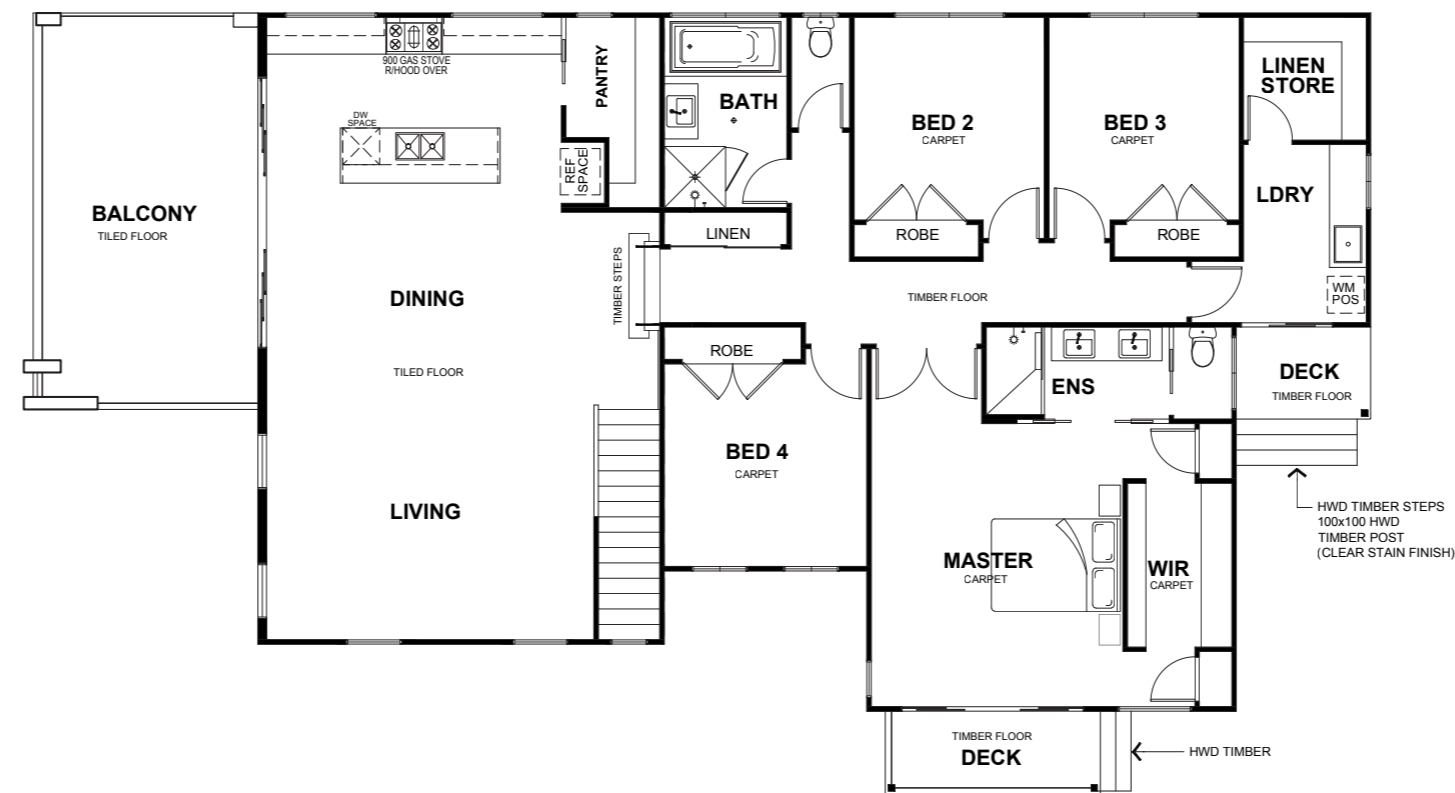 900 GAS STOVE
R/HOOD OVER
PANTRY
BATH
LINEN
STORE
DW
SPACE
BED 2
CARPET
BED 3
CARPET
REF
SPACE
LDRY
BALCONY
TILED FLOOR
LINEN
ROBE
ROBE
TIMBER STEPS
DINING
TIMBER FLOOR
WM
POS
ROBE
TILED FLOOR
ENS
DECK
TIMBER FLOOR
BED 4
CARPET
LIVING
HWD TIMBER STEPS
100x100 HWD
TIMBER POST
(CLEAR STAIN FINISH)
MASTER
CARPET
WIR
CARPET
TIMBER FLOOR
DECK
HWD TIMBER